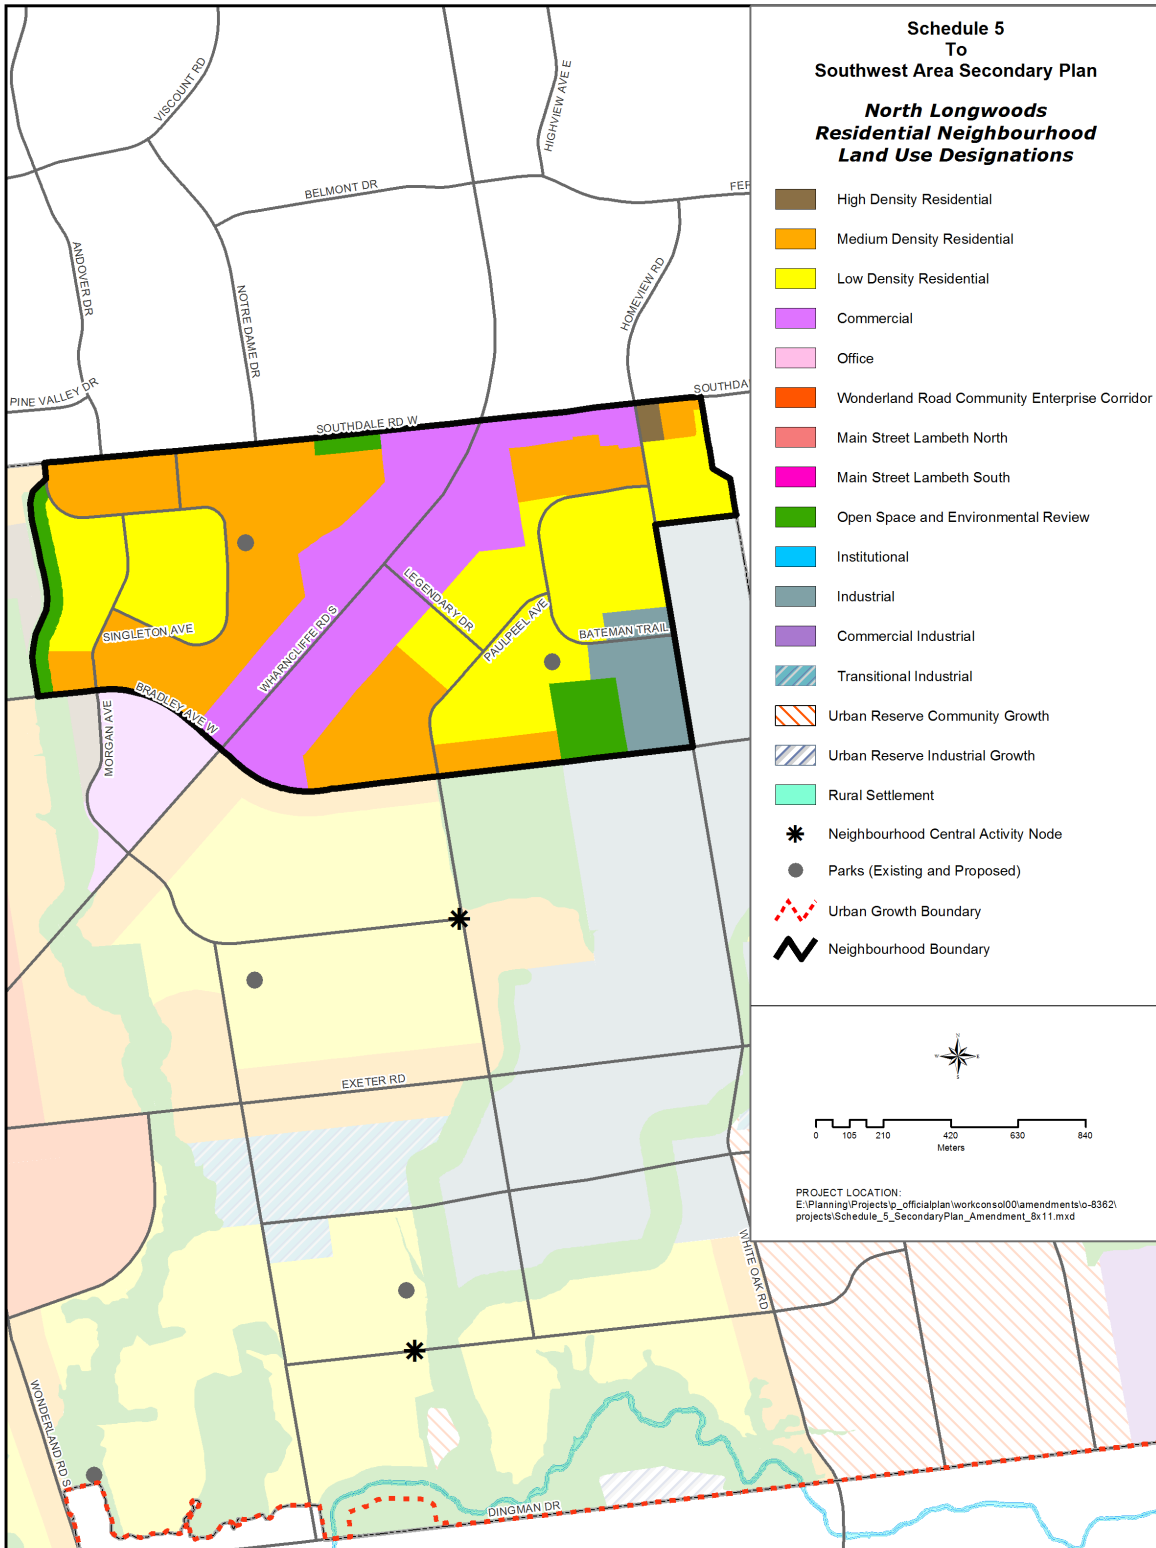 Schedule 5
To
Southwest Area Secondary Plan
North Longwoods
Residential Neighbourhood
Land Use Designations
High Density Residential
Medium Density Residential
Low Density Residential
Commercial
Office
Wonderland Road Community Enterprise Corridor
Main Street Lambeth North
Main Street Lambeth South
Open Space and Environmental Review
Institutional
Industrial
Commercial Industrial
Transitional Industrial
Urban Reserve Community Growth
Urban Reserve Industrial Growth
Rural Settlement
Neighbourhood Central Activity Node
Parks (Existing and Proposed)
Urban Growth Boundary
Neighbourhood Boundary
N
W
E
S
0 105 210 420 630 840
Meters
PROJECT LOCATION:
E:\Planning\Projects\p_officialplan\workconsol00\amendments\o-8362\
projects\Schedule_5_SecondaryPlan_Amendment_8x11.mxd
VISCOUNT RD
HIGHVIEW AVE E
BELMONT DR
FER
ANDOVER DR
NOTRE DAME DR
HOMEVIEW RD
PINE VALLEY DR
SOUTHDA
SOUTHDALE RD W
LEGENDARY DR
PAULPEEL AVE
SINGLETON AVE
BATEMAN TRAIL
WHARNCLIFFE RD S
BRADLEY AVE W
MORGAN AVE
EXETER RD
WHITE OAK RD
WONDERLAND RD S
DINGMAN DR